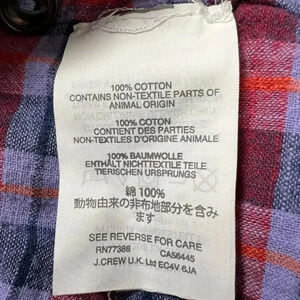 100% COTTON
CONTAINS NON-TEXTILE PARTS OF
ANIMAL ORIGIN
100% COTON
CONTIENT DES PARTIES
NON-TEXTILES D'ORIGINE ANIMALE
100% BAUMWOLLE
ENTHÄLT NICHTTEXTILE TEILE
TIERISCHEN URSPRUNGS
綿 100%
動物由来の非布地部分を含み
ます
SEE REVERSE FOR CARE
RN77388 CA56445
J.CREW U.K. Ltd EC4V 6JA